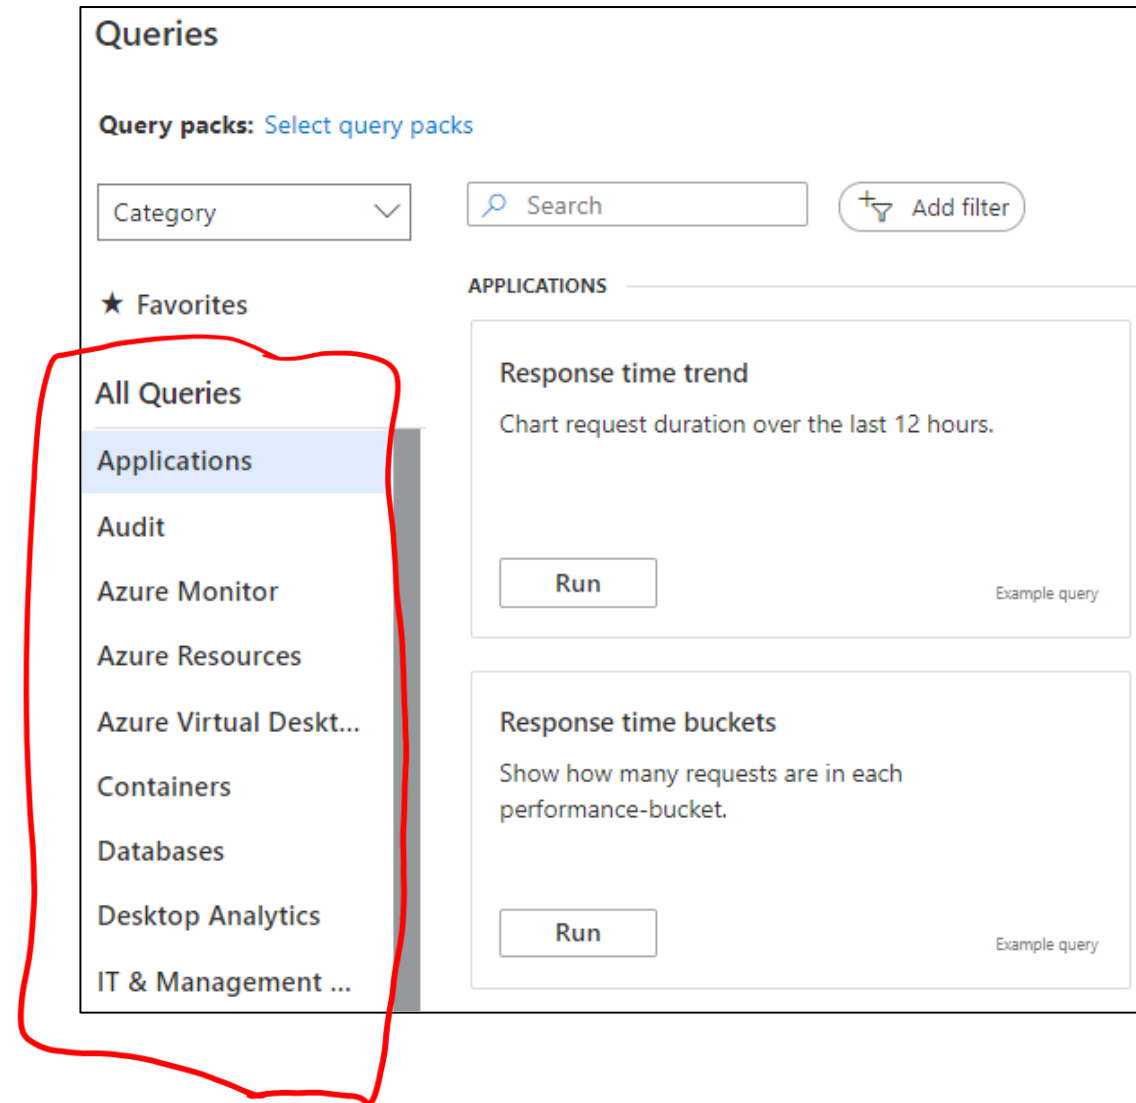 Queries
Query packs: Select query packs
Category
Search
Add filter
★ Favorites
All Queries
Applications
Audit
Azure Monitor
Azure Resources
Azure Virtual Deskt...
Containers
Databases
Desktop Analytics
IT & Management ...
APPLICATIONS
Response time trend
Chart request duration over the last 12 hours.
Run
Example query
Response time buckets
Show how many requests are in each
performance-bucket.
Run
Example query